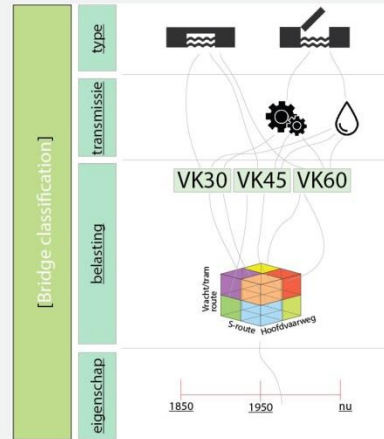 [Bridge classification]
type
transmissie
belasting
eigenschap
VK30 VK45 VK60
Vracht/tram
route
S-route
Hoofdvaarweg
1850
1950
nu